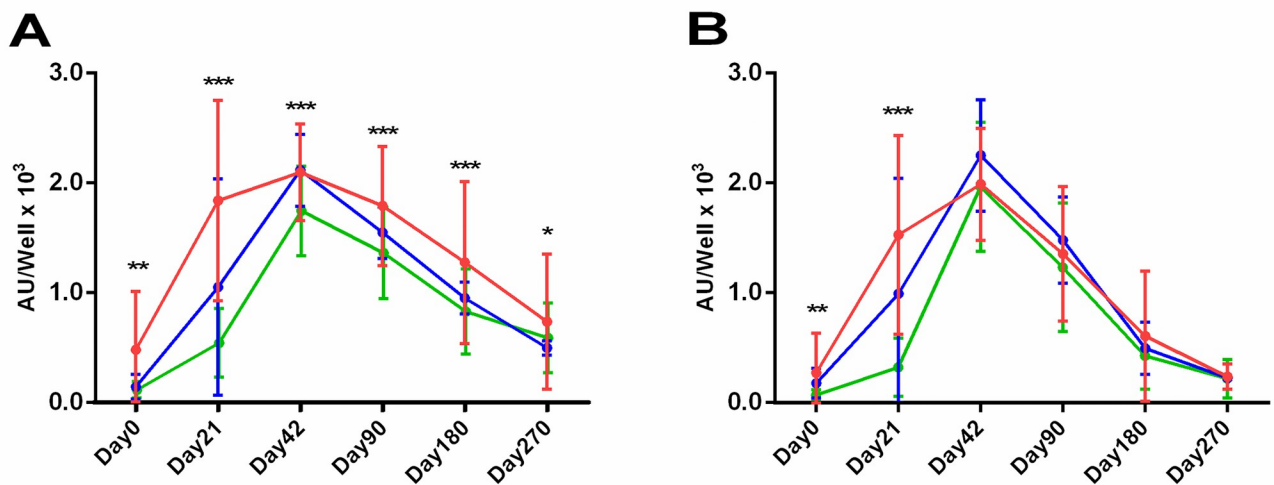 A
B
AU/Well x 10³
3.0
2.0
1.0
0.0
**
***
***
***
***
*
Day0
Day21
Day42
Day90
Day180
Day270
AU/Well x 10³
3.0
2.0
1.0
0.0
**
***
Day0
Day21
Day42
Day90
Day180
Day270